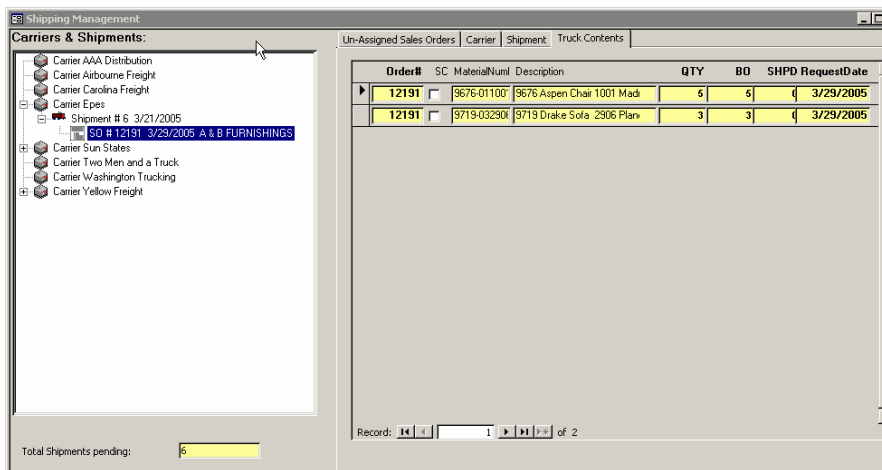 Shipping Management
Carriers & Shipments:
Carrier AAA Distribution
Carrier Airbourne Freight
Carrier Carolina Freight
Carrier Epes
Shipment # 6 3/21/2005
SO # 12191 3/29/2005 A & B FURNISHINGS
Carrier Sun States
Carrier Two Men and a Truck
Carrier Washington Trucking
Carrier Yellow Freight
Total Shipments pending: 6
Un-Assigned Sales Orders Carrier Shipment Truck Contents
Order# SC MaterialNuml Description QTY BO SHPD RequestDate
12191 9676-01100 9676 Aspen Chair 1001 Madi 5 5 3/29/2005
12191 9719-03290 9719 Drake Sofa 2906 Plan 3 3 3/29/2005
Record: 1 of 2